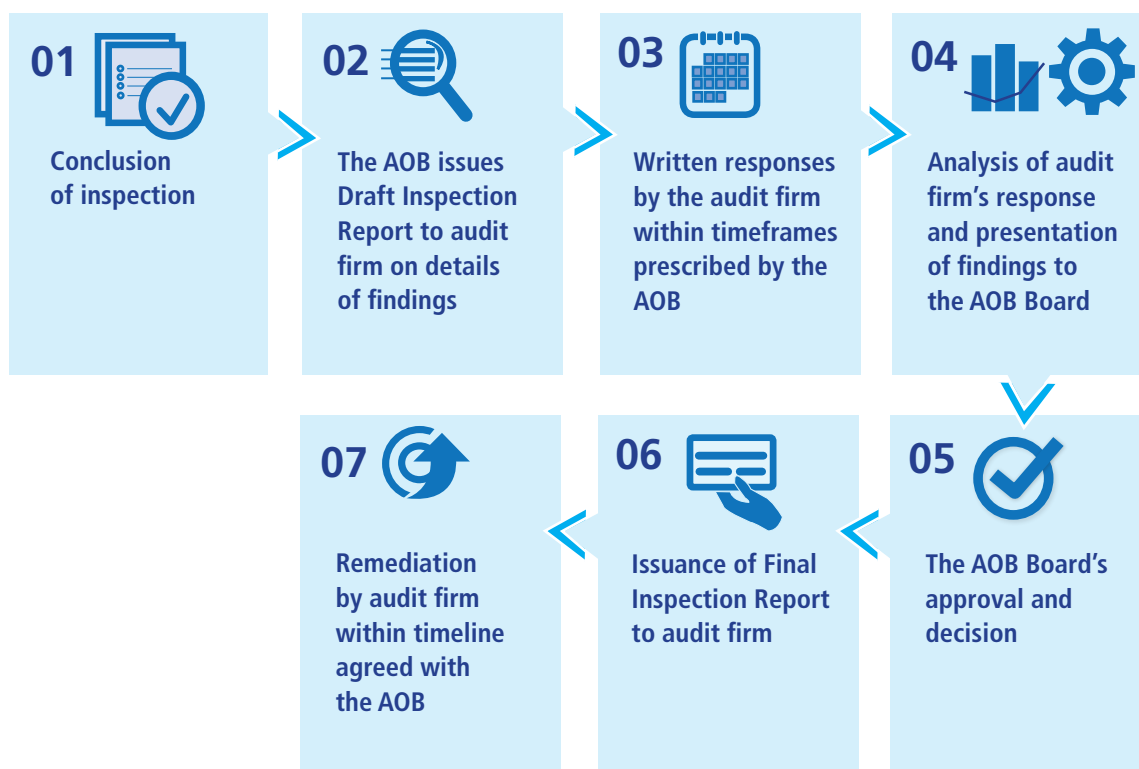 01
Conclusion
of inspection
02
The AOB issues
Draft Inspection
Report to audit
firm on details
of findings
03
Written responses
by the audit firm
within timeframes
prescribed by the
AOB
04
Analysis of audit
firm’s response
and presentation
of findings to
the AOB Board
05
The AOB Board’s
approval and
decision
06
Issuance of Final
Inspection Report
to audit firm
07
Remediation
by audit firm
within timeline
agreed with
the AOB